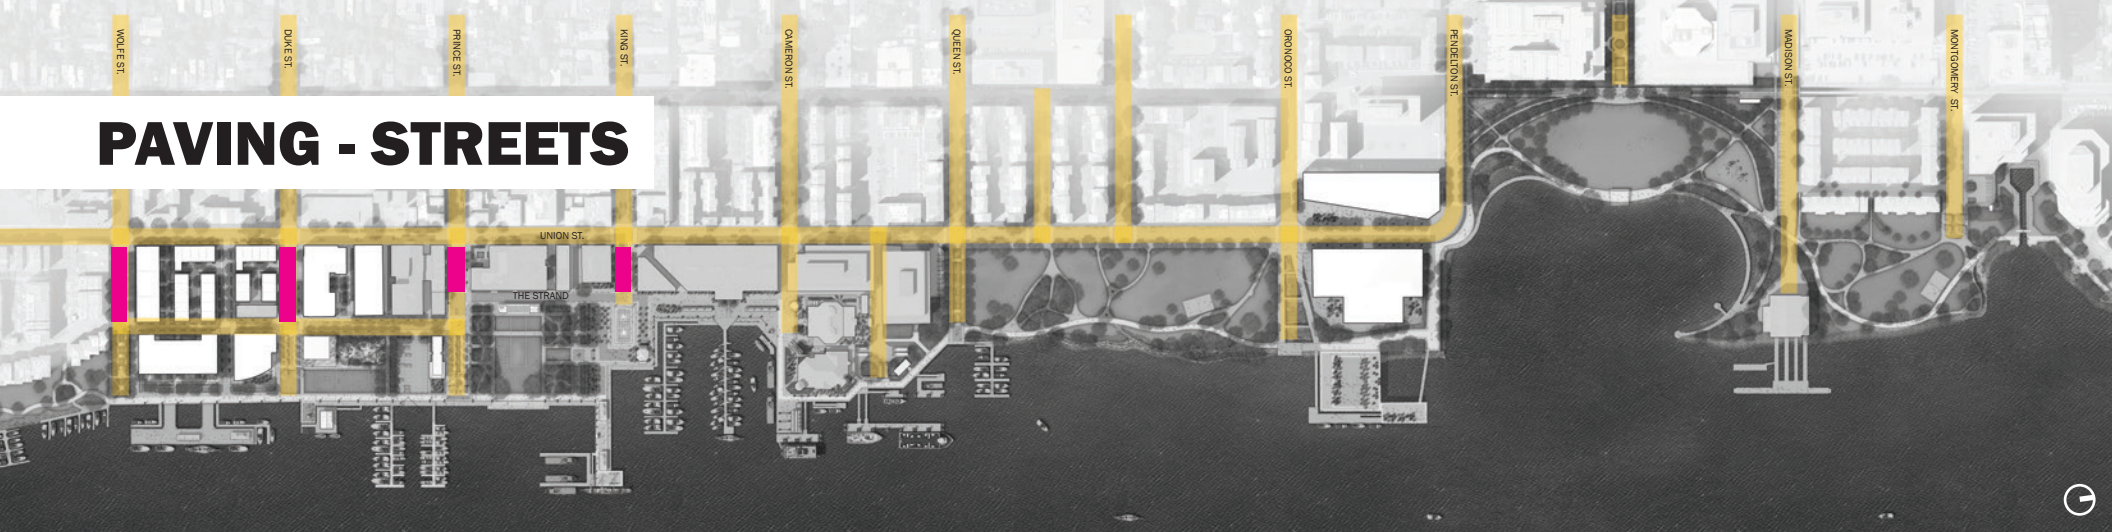 WOLFE ST.
DUKE ST.
PRINCE ST.
KING ST.
CAMERON ST.
QUEEN ST.
ORONOCO ST.
PENDELTON ST.
MADISON ST.
MONTGOMERY ST.
PAVING - STREETS
UNION ST.
THE STRAND